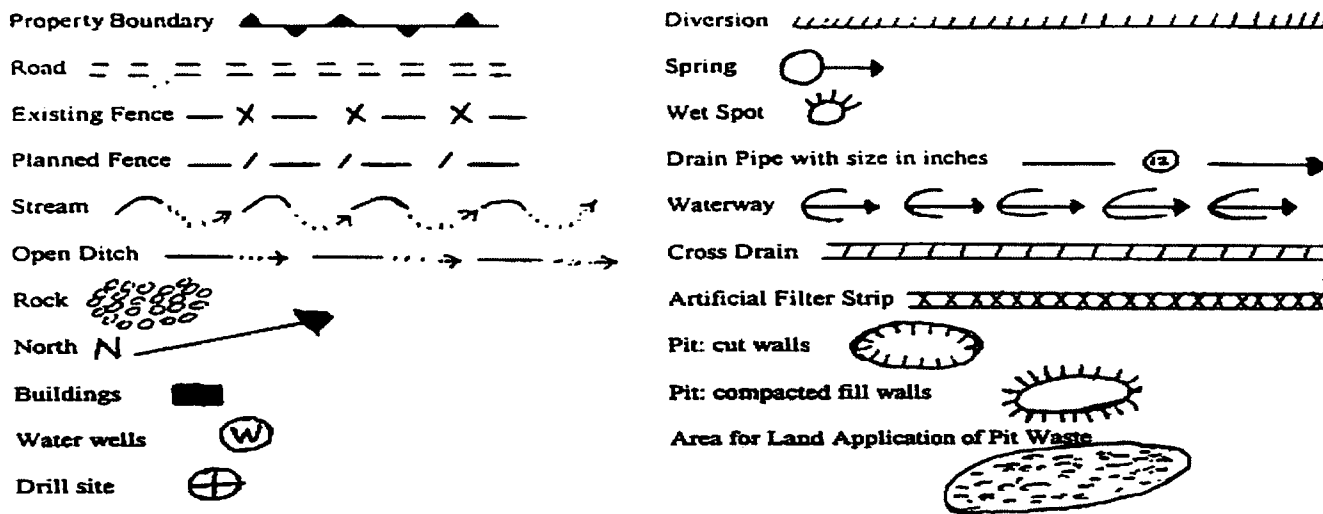 Property Boundary
Road
Existing Fence
Planned Fence
Stream
Open Ditch
Rock
North N
Buildings
Water wells W
Drill site
Diversion
Spring
Wet Spot
Drain Pipe with size in inches 12
Waterway
Cross Drain
Artificial Filter Strip
Pit: cut walls
Pit: compacted fill walls
Area for Land Application of Pit Waste